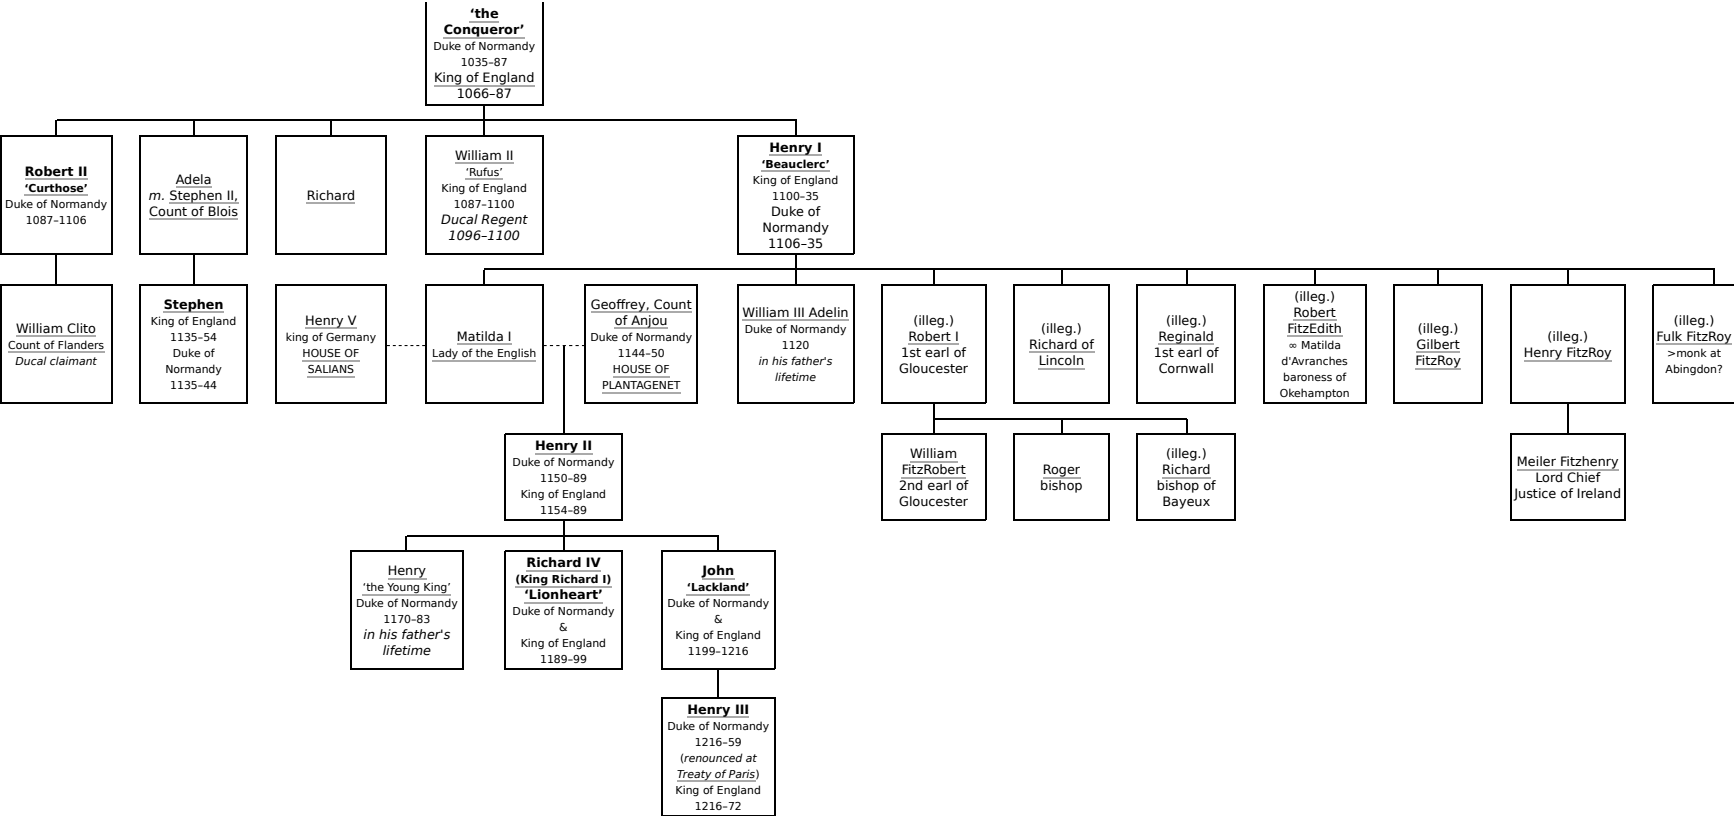 ‘the
Conqueror’
Duke of Normandy
1035–87
King of England
1066–87
Robert II
‘Curthose’
Duke of Normandy
1087–1106
Adela
m. Stephen II,
Count of Blois
Richard
William II
‘Rufus’
King of England
1087–1100
Ducal Regent
1096–1100
Henry I
‘Beauclerc’
King of England
1100–35
Duke of
Normandy
1106–35
William Clito
Count of Flanders
Ducal claimant
Stephen
King of England
1135–54
Duke of
Normandy
1135–44
Henry V
king of Germany
HOUSE OF
SALIANS
Matilda I
Lady of the English
Geoffrey, Count
of Anjou
Duke of Normandy
1144–50
HOUSE OF
PLANTAGENET
William III Adelin
Duke of Normandy
1120
in his father's
lifetime
(illeg.)
Robert I
1st earl of
Gloucester
(illeg.)
Richard of
Lincoln
(illeg.)
Reginald
1st earl of
Cornwall
(illeg.)
Robert
FitzEdith
∞ Matilda
d'Avranches
baroness of
Okehampton
(illeg.)
Gilbert
FitzRoy
(illeg.)
Henry FitzRoy
(illeg.)
Fulk FitzRoy
>monk at
Abingdon?
Henry II
Duke of Normandy
1150–89
King of England
1154–89
William
FitzRobert
2nd earl of
Gloucester
Roger
bishop
(illeg.)
Richard
bishop of
Bayeux
Meiler Fitzhenry
Lord Chief
Justice of Ireland
Henry
‘the Young King’
Duke of Normandy
1170–83
in his father's
lifetime
Richard IV
(King Richard I)
‘Lionheart’
Duke of Normandy
&
King of England
1189–99
John
‘Lackland’
Duke of Normandy
&
King of England
1199–1216
Henry III
Duke of Normandy
1216–59
(renounced at
Treaty of Paris)
King of England
1216–72